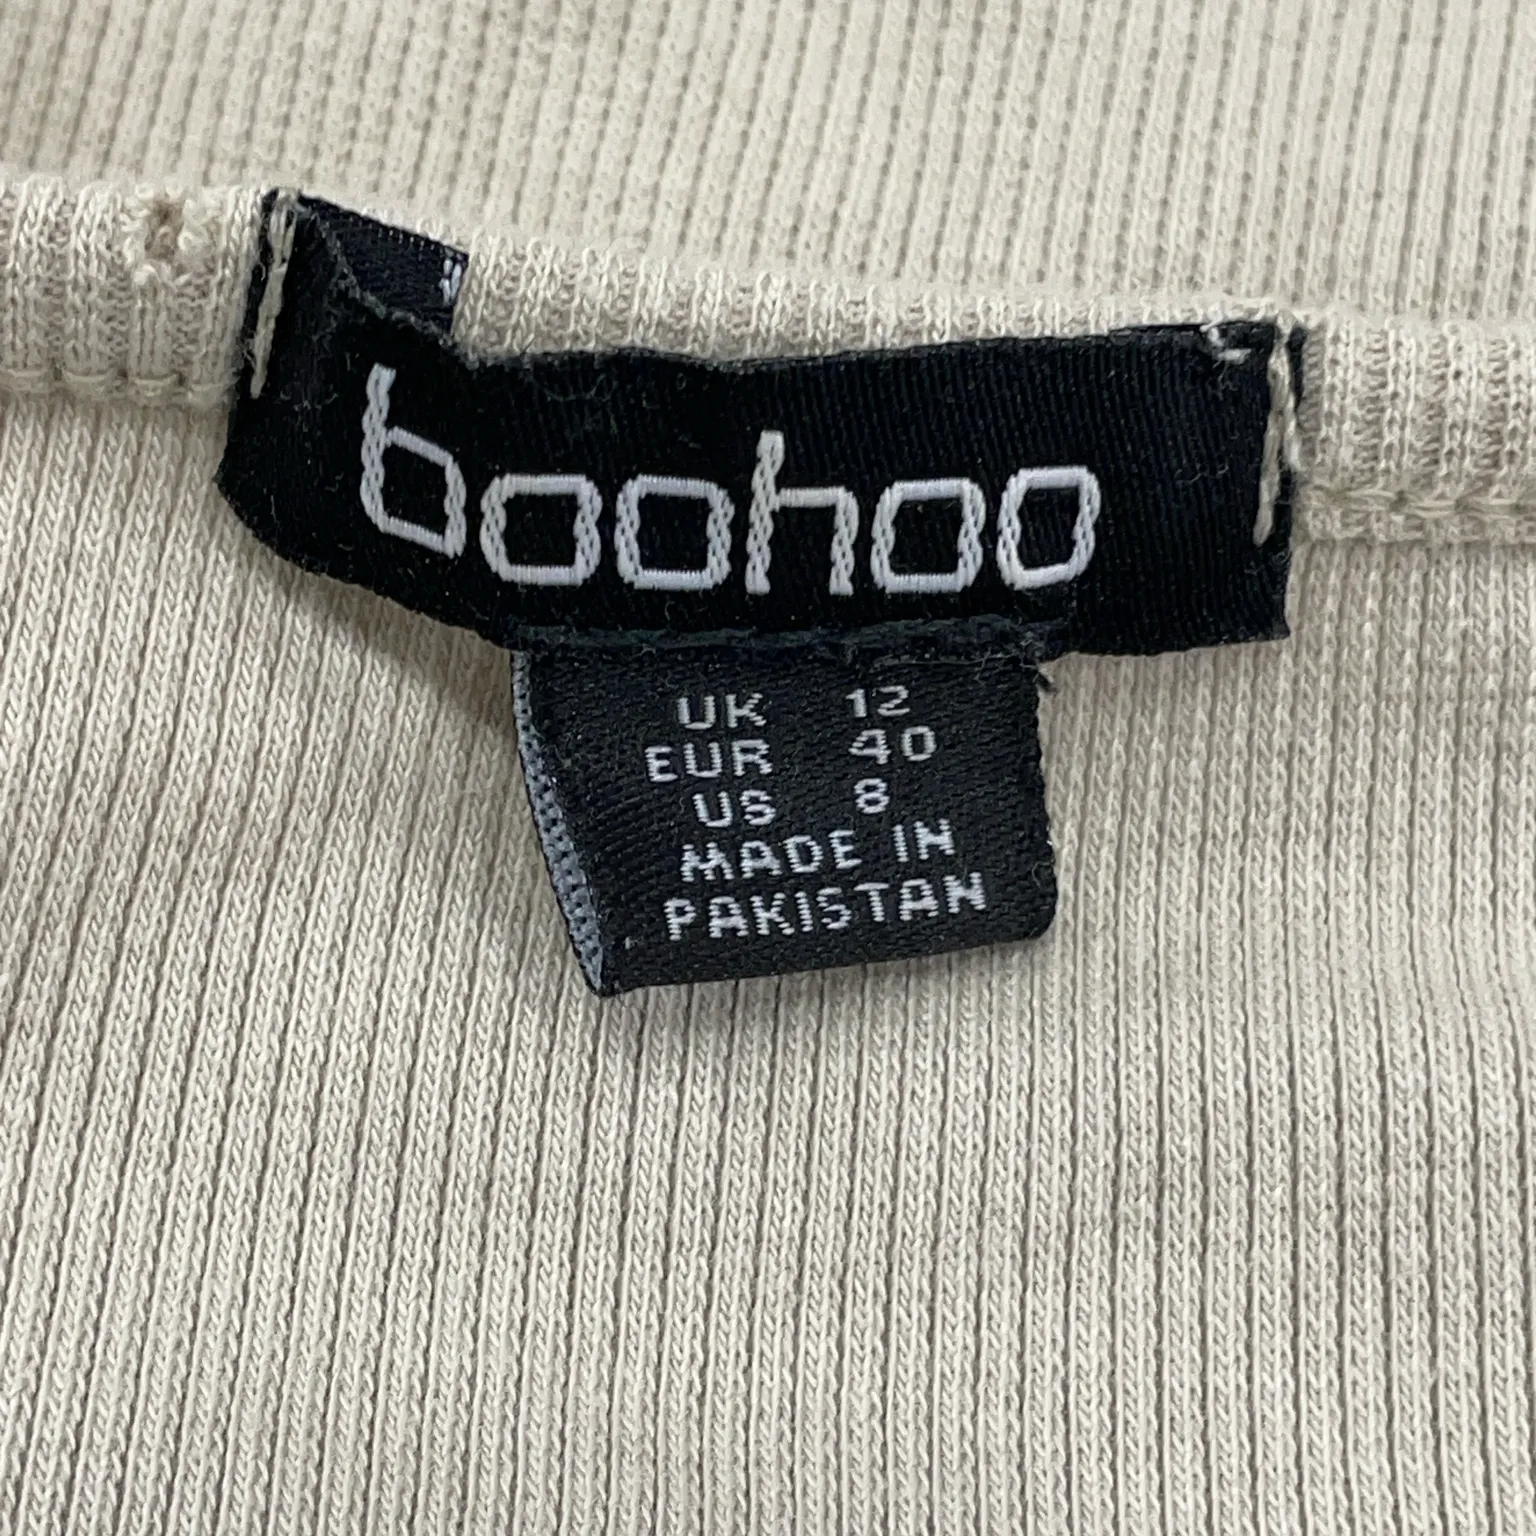 boohoo
UK 12
EUR 40
US 8
MADE IN
PAKISTAN